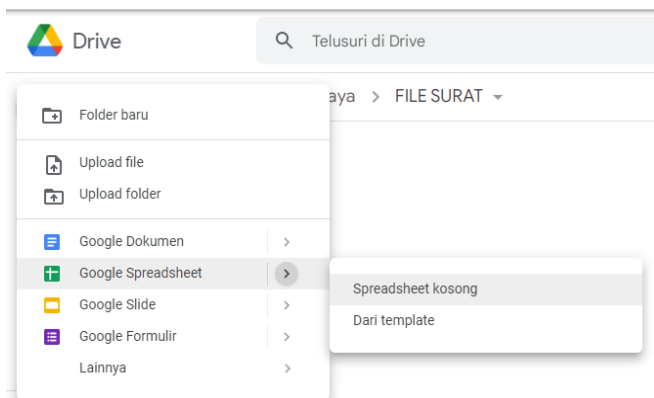 Drive
Telusuri di Drive
aya > FILE SURAT
Folder baru
Upload file
Upload folder
Google Dokumen
Google Spreadsheet
Spreadsheet kosong
Google Slide
Dari template
Google Formulir
Lainnya